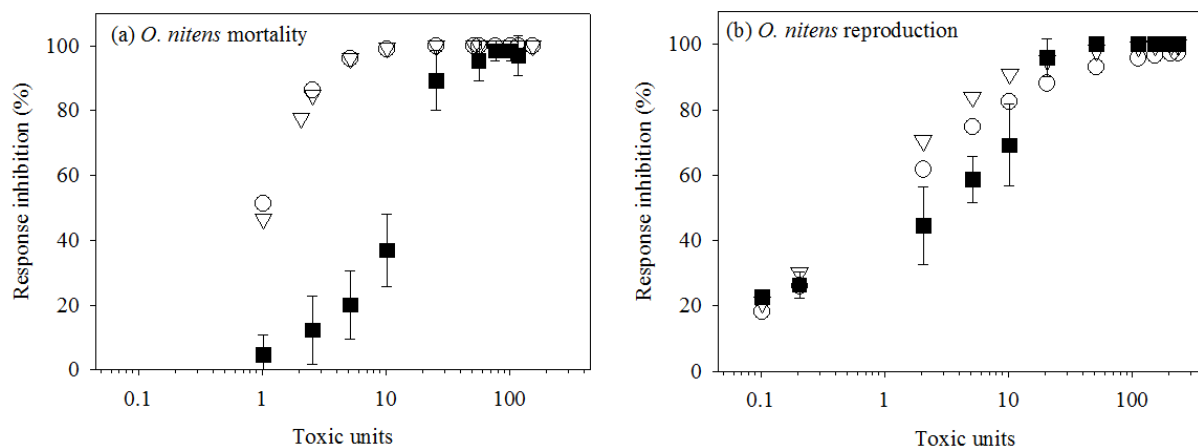 (a) O. nitens mortality
Response inhibition (%)
100
80
60
40
20
0
0.1 1 10 100
Toxic units
(b) O. nitens reproduction
Response inhibition (%)
100
80
60
40
20
0
0.1 1 10 100
Toxic units